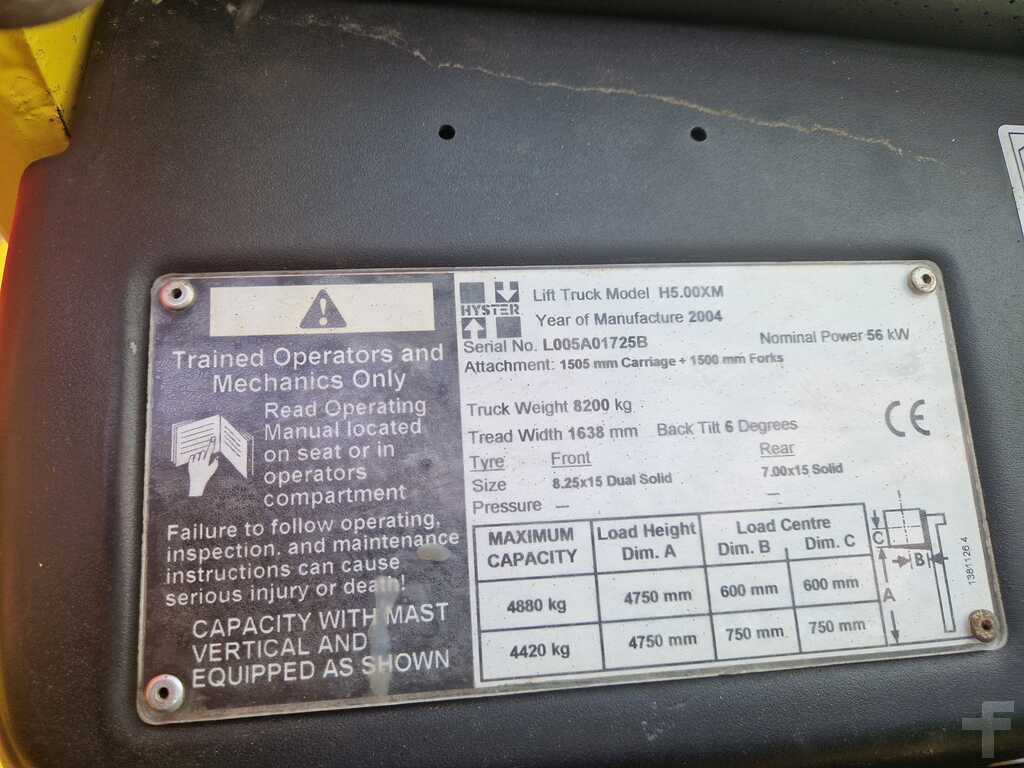 Trained Operators and
Mechanics Only
Read Operating
Manual located
on seat or in
operators
compartment
Failure to follow operating,
inspection, and maintenance
instructions can cause
serious injury or death!
CAPACITY WITH MAST
VERTICAL AND
EQUIPPED AS SHOWN
HYSTER
Lift Truck Model H5.00XM
Year of Manufacture 2004
Serial No. L005A01725B Nominal Power 56 kW
Attachment: 1505 mm Carriage + 1500 mm Forks
Truck Weight 8200 kg
Tread Width 1638 mm Back Tilt 6 Degrees
CE
Tyre Front Rear
Size 8.25x15 Dual Solid 7.00x15 Solid
Pressure — —
MAXIMUM CAPACITY Load Height Dim. A Load Centre Dim. B Dim. C
4880 kg 4750 mm 600 mm 600 mm
4420 kg 4750 mm 750 mm 750 mm
C
B
A
1381126.4